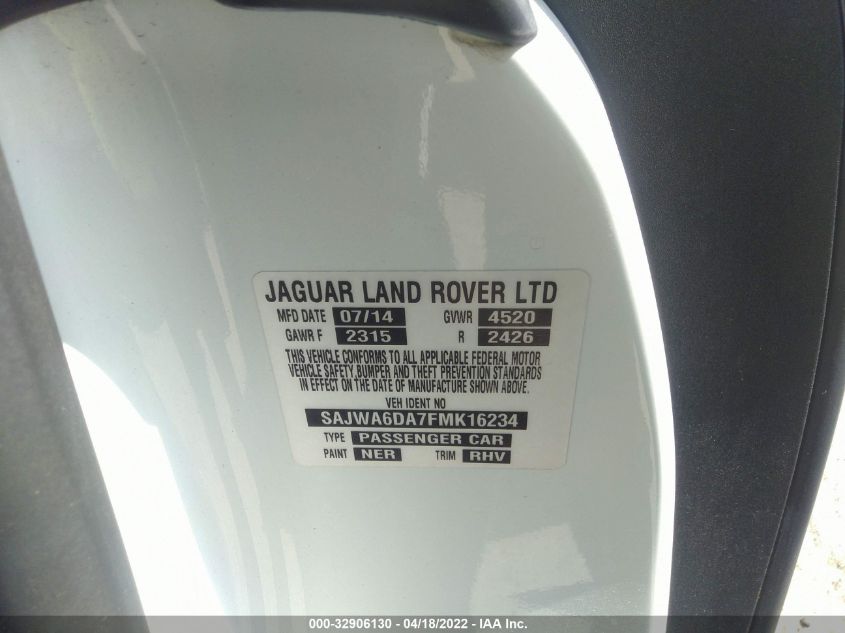 JAGUAR LAND ROVER LTD
MFD DATE 07/14 GVWR 4520
GAWR F 2315 R 2426
THIS VEHICLE CONFORMS TO ALL APPLICABLE FEDERAL MOTOR
VEHICLE SAFETY, BUMPER AND THEFT PREVENTION STANDARDS
IN EFFECT ON THE DATE OF MANUFACTURE SHOWN ABOVE.
VEH IDENT NO
SAJWA6DA7FMK16234
TYPE PASSENGER CAR
PAINT NER TRIM RHV
000-32906130 - 04/18/2022 - IAA Inc.